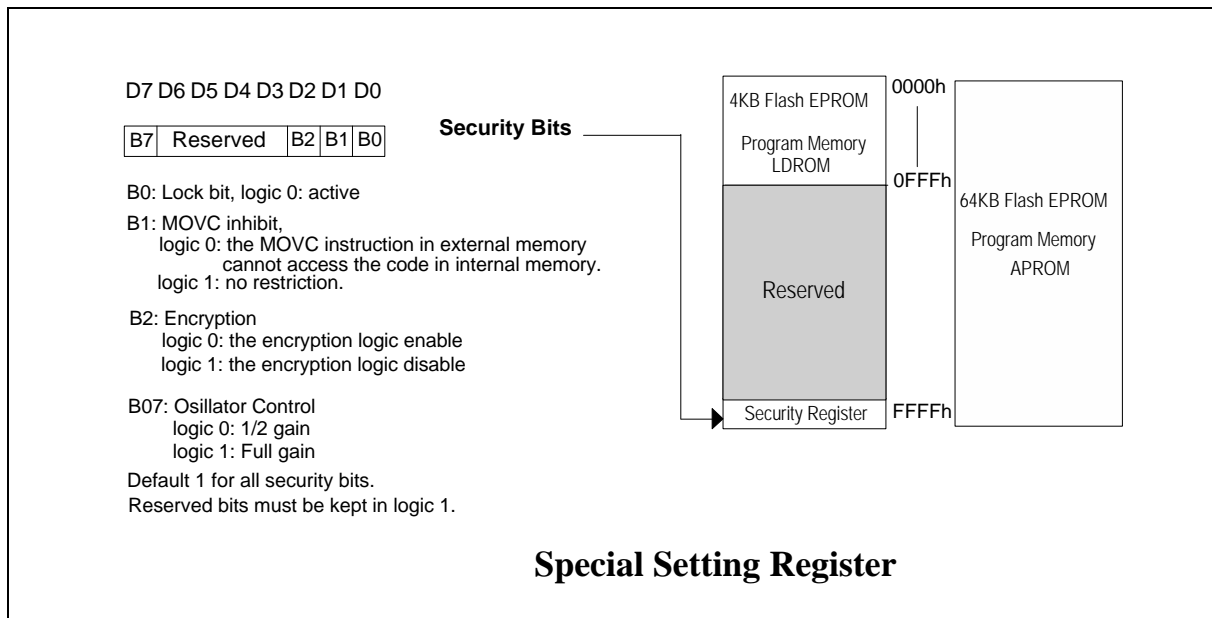 D7 D6 D5 D4 D3 D2 D1 D0
B7 Reserved B2 B1 B0
Security Bits
B0: Lock bit, logic 0: active
B1: MOVC inhibit,
logic 0: the MOVC instruction in external memory
cannot access the code in internal memory.
logic 1: no restriction.
B2: Encryption
logic 0: the encryption logic enable
logic 1: the encryption logic disable
B07: Osillator Control
logic 0: 1/2 gain
logic 1: Full gain
Default 1 for all security bits.
Reserved bits must be kept in logic 1.
4KB Flash EPROM
Program Memory
LDROM
Reserved
Security Register
0000h
0FFFh
FFFFh
64KB Flash EPROM
Program Memory
APROM
Special Setting Register